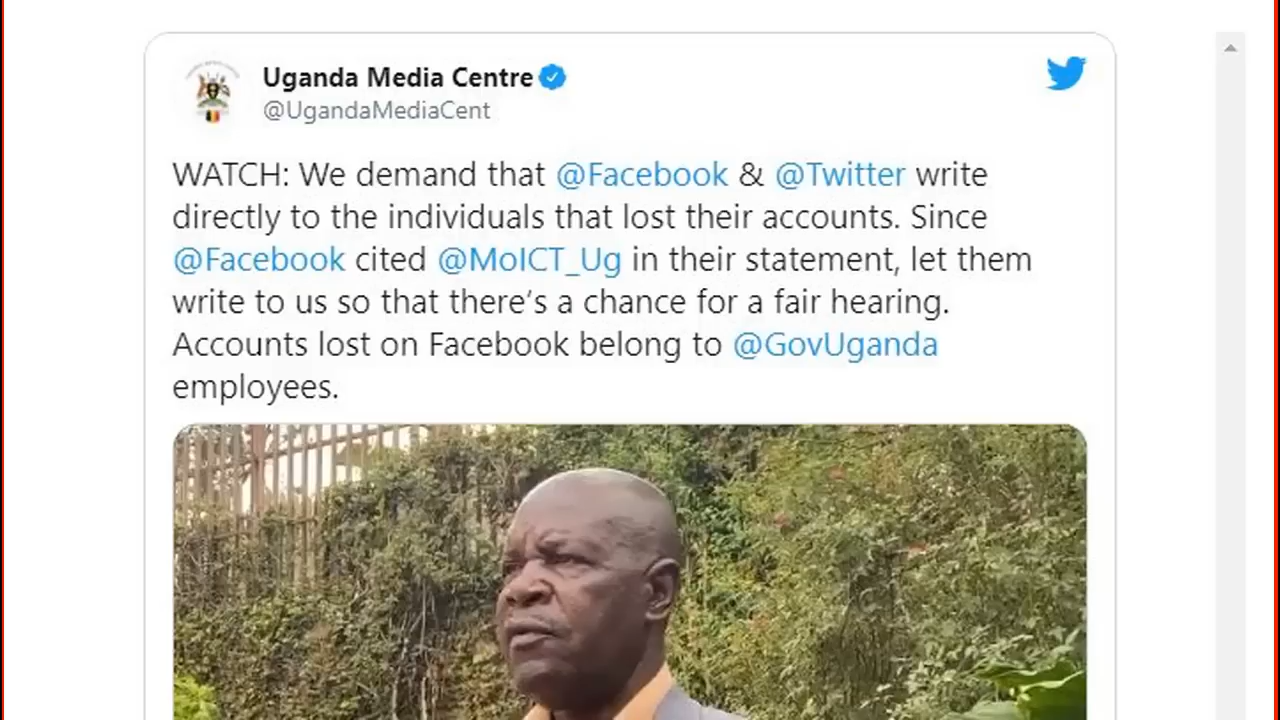 Uganda Media Centre
@UgandaMediaCent
WATCH: We demand that @Facebook & @Twitter write
directly to the individuals that lost their accounts. Since
@Facebook cited @MoICT_Ug in their statement, let them
write to us so that there's a chance for a fair hearing.
Accounts lost on Facebook belong to @GovUganda
employees.